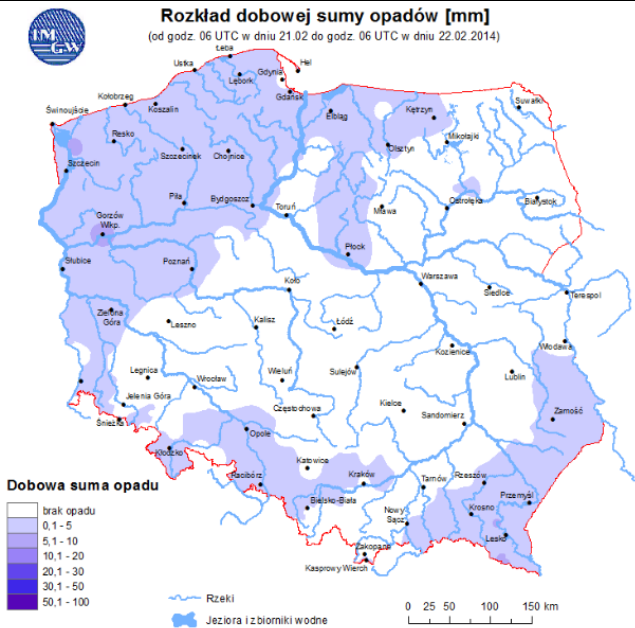 IM
GW
Rozkład dobowej sumy opadów [mm]
(od godz. 06 UTC w dniu 21.02 do godz. 06 UTC w dniu 22.02.2014)
Łeba
Hel
Ustka
Gdynia
Lębork
Gdańsk
Kołobrzeg
Koszalin
Suwałki
Świnoujście
Elbląg
Kętrzyn
Resko
Mikołajki
Szczecinek
Chojnice
Olsztyn
Szczecin
Piła
Bydgoszcz
Toruń
Mława
Ostrołęka
Białystok
Gorzów
Wlkp.
Płock
Słubice
Poznań
Warszawa
Koło
Siedlce
Terespol
Zielona
Góra
Leszno
Kalisz
Łódź
Kozienice
Włodawa
Legnica
Wrocław
Wieluń
Sulejów
Lublin
Jelenia Góra
Częstochowa
Kielce
Sandomierz
Zamość
Śnieżka
Opole
Kłodzko
Katowice
Racibórz
Kraków
Tarnów
Rzeszów
Bielsko-Biała
Przemyśl
Nowy
Sącz
Krosno
Lesko
Zakopane
Kasprowy Wierch
Dobowa suma opadu
brak opadu
0,1 - 5
5,1 - 10
10,1 - 20
20,1 - 30
30,1 - 50
50,1 - 100
Rzeki
Jeziora i zbiorniki wodne
0 25 50 100 150 km